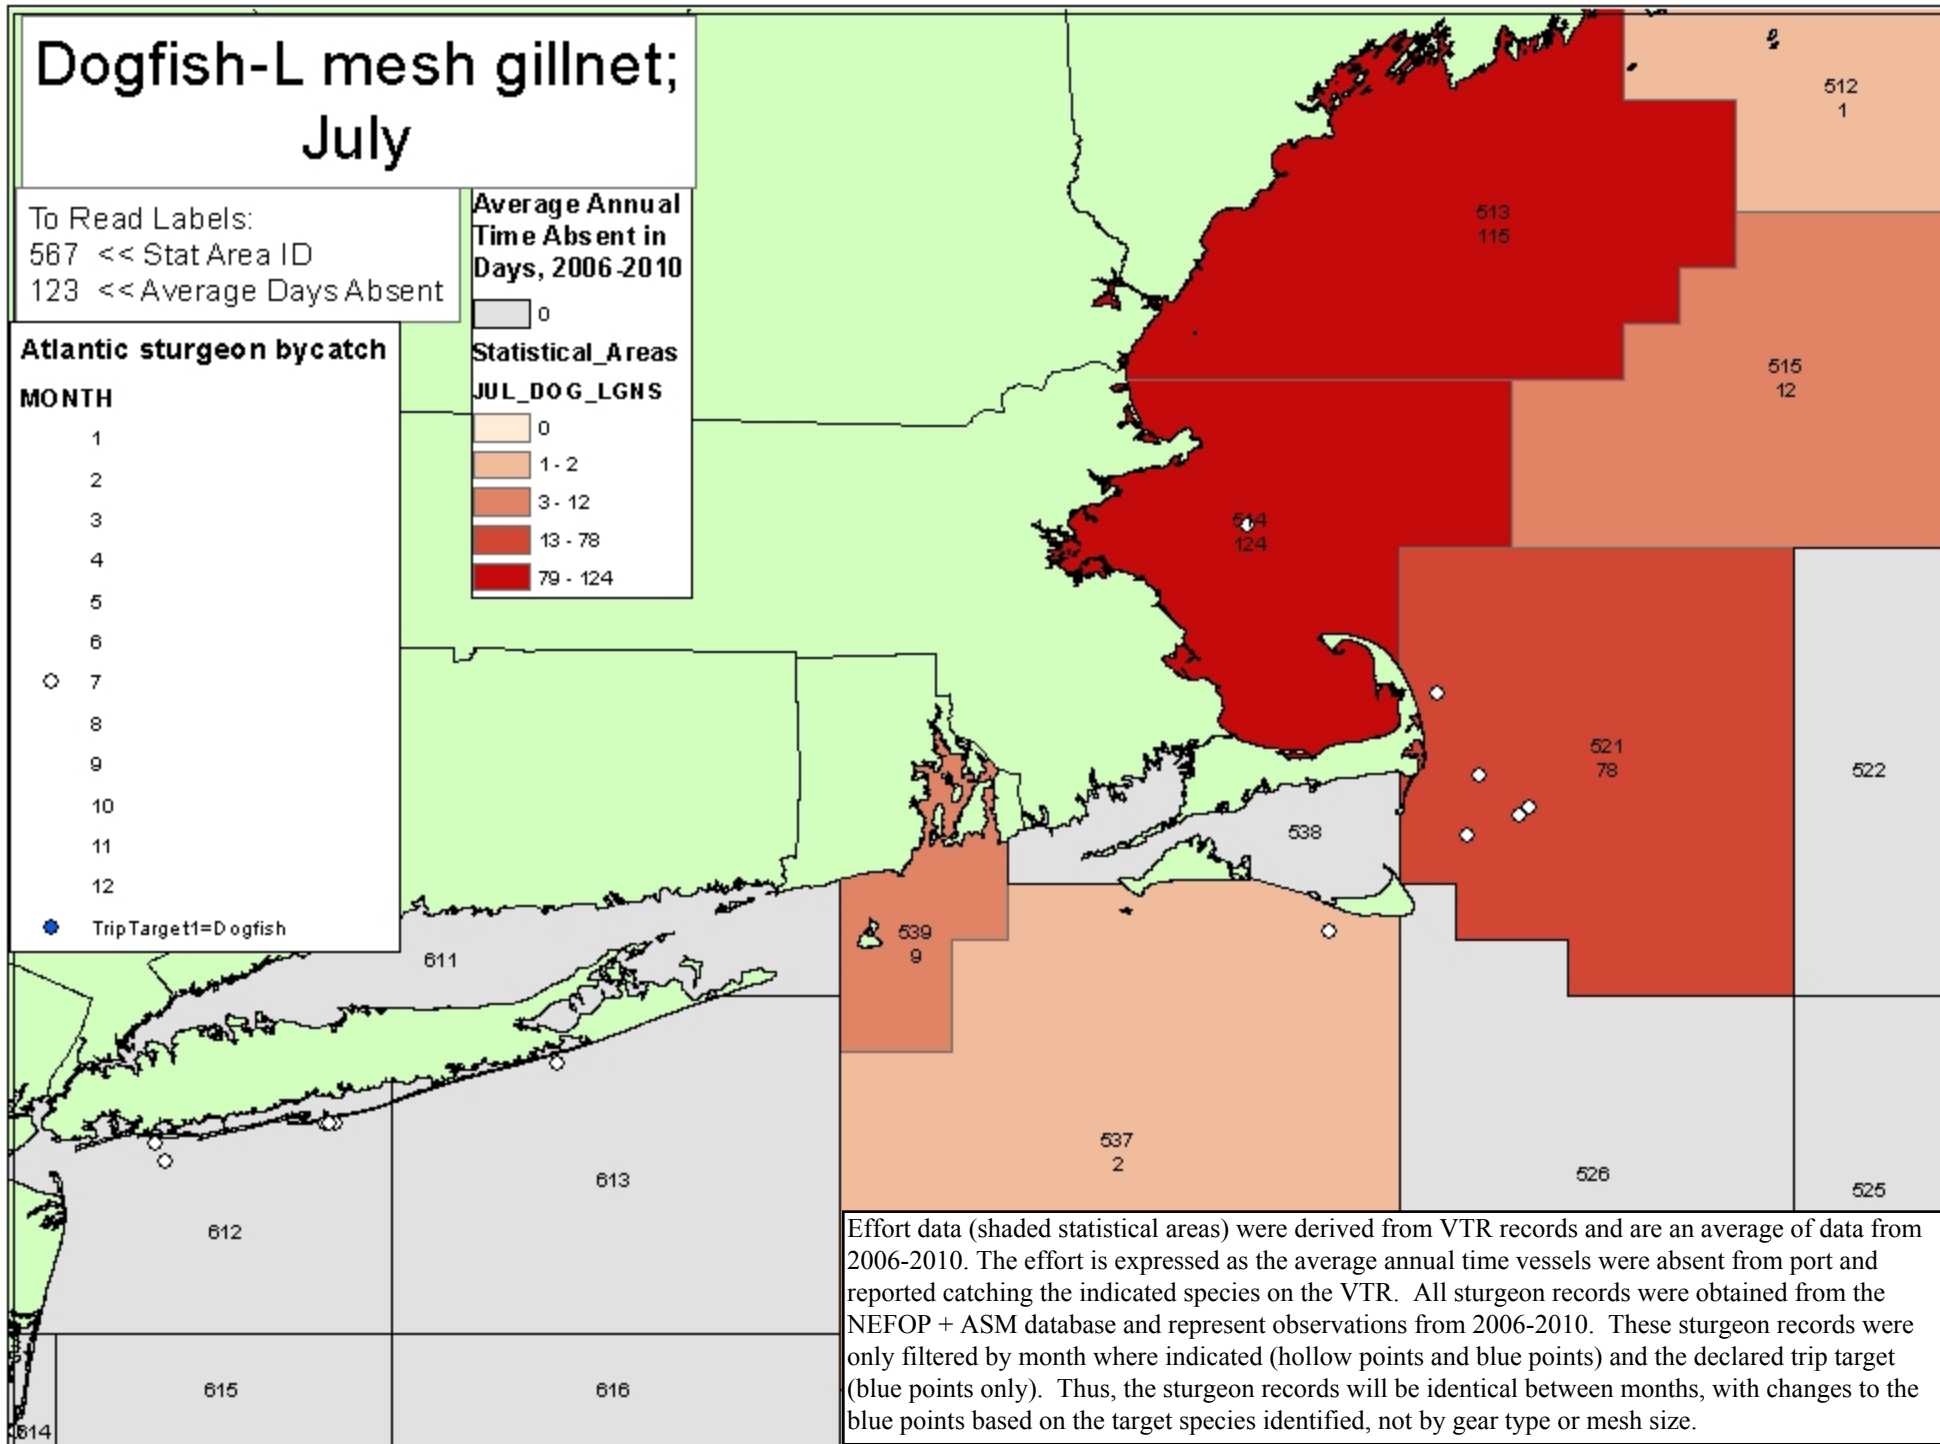 Dogfish-L mesh gillnet;
July
To Read Labels:
567 << Stat Area ID
123 << Average Days Absent
Average Annual
Time Absent in
Days, 2006-2010
0
Statistical_Areas
JUL_DOG_LGNS
0
1 - 2
3 - 12
13 - 78
79 - 124
Atlantic sturgeon bycatch
MONTH
1
2
3
4
5
6
7
8
9
10
11
12
TripTarget1=Dogfish
512
1
513
115
515
12
514
124
521
78
522
538
539
9
537
2
526
525
611
613
612
615
616
614
Effort data (shaded statistical areas) were derived from VTR records and are an average of data from
2006-2010. The effort is expressed as the average annual time vessels were absent from port and
reported catching the indicated species on the VTR.  All sturgeon records were obtained from the
NEFOP + ASM database and represent observations from 2006-2010.  These sturgeon records were
only filtered by month where indicated (hollow points and blue points) and the declared trip target
(blue points only).  Thus, the sturgeon records will be identical between months, with changes to the
blue points based on the target species identified, not by gear type or mesh size.